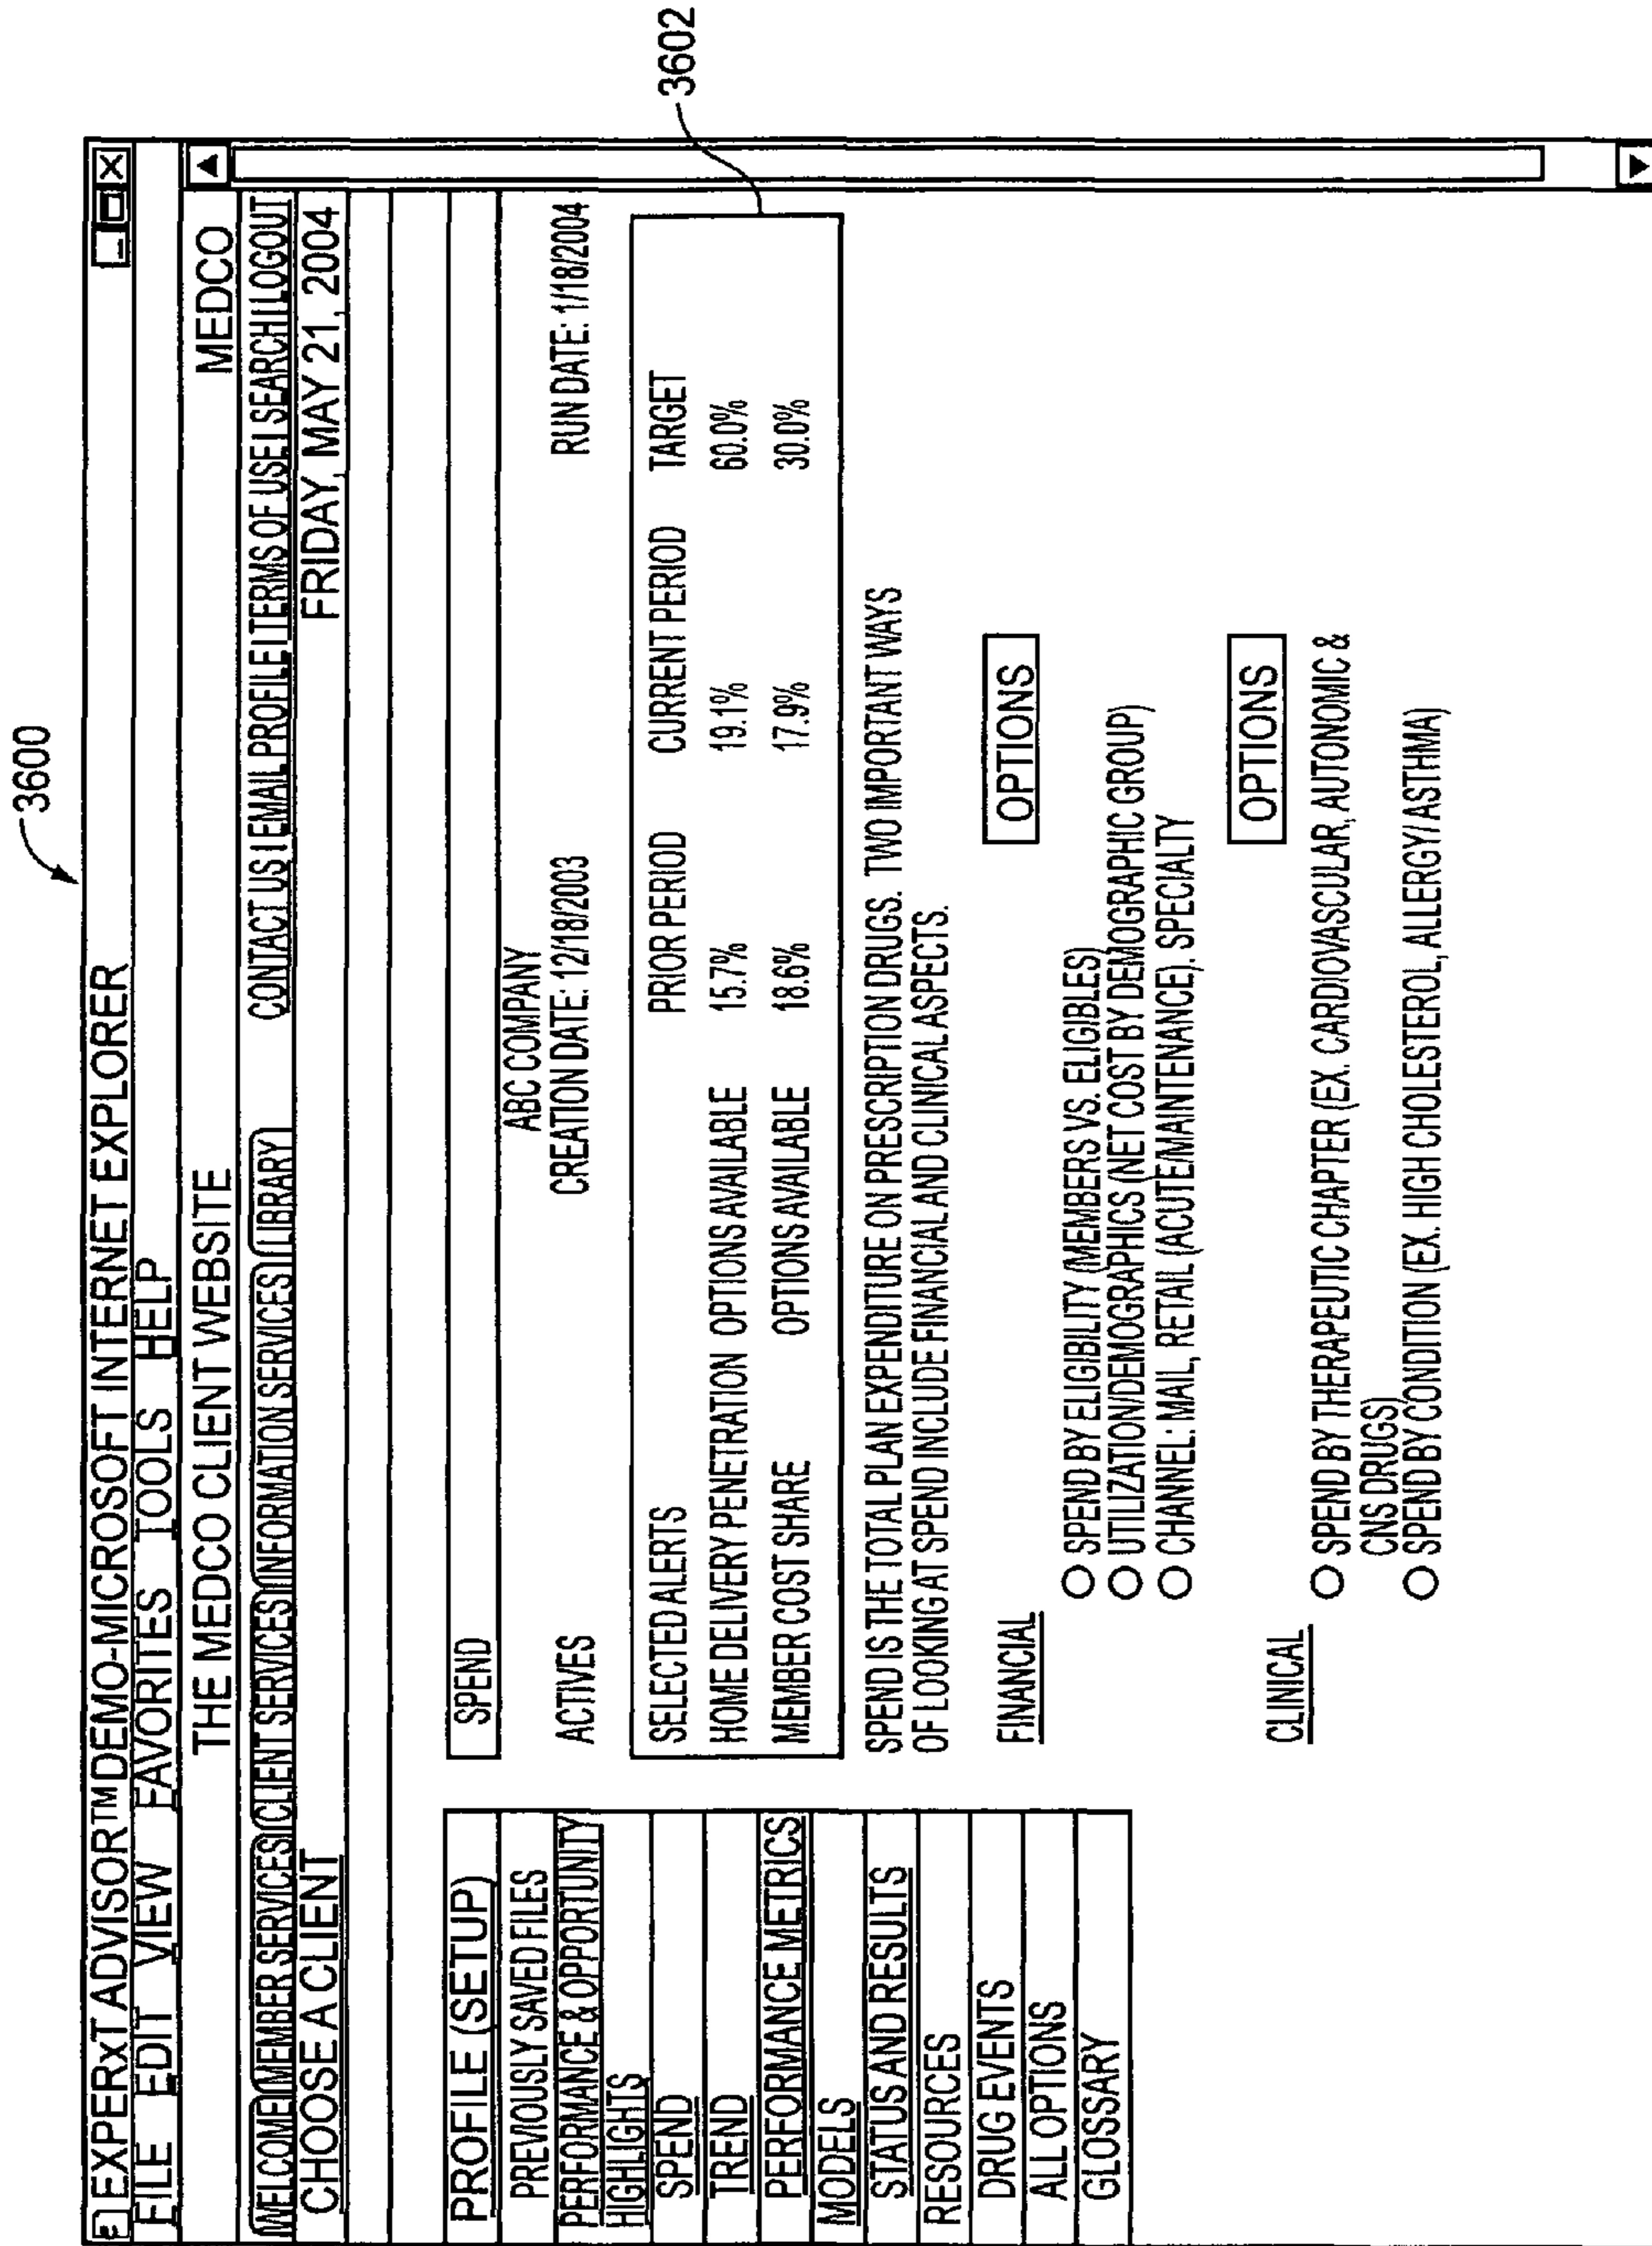 3600
EXPERxT ADVISOR™ DEMO-MICROSOFT INTERNET EXPLORER
FILE EDIT VIEW FAVORITES TOOLS HELP
THE MEDCO CLIENT WEBSITE MEDCO
WELCOME MEMBER SERVICES CLIENT SERVICES INFORMATION SERVICES LIBRARY CONTACT US | EMAIL PROFILE | TERMS OF USE | SEARCH | LOGOUT
CHOOSE A CLIENT FRIDAY, MAY 21, 2004
PROFILE (SETUP)
PREVIOUSLY SAVED FILES
PERFORMANCE & OPPORTUNITY
HIGHLIGHTS
SPEND
TREND
PERFORMANCE METRICS
MODELS
STATUS AND RESULTS
RESOURCES
DRUG EVENTS
ALL OPTIONS
GLOSSARY
SPEND
ABC COMPANY
ACTIVES CREATION DATE: 12/18/2003 RUN DATE: 1/18/2004
3602
SELECTED ALERTS PRIOR PERIOD CURRENT PERIOD TARGET
HOME DELIVERY PENETRATION OPTIONS AVAILABLE 15.7% 19.1% 60.0%
MEMBER COST SHARE OPTIONS AVAILABLE 18.6% 17.9% 30.0%
SPEND IS THE TOTAL PLAN EXPENDITURE ON PRESCRIPTION DRUGS. TWO IMPORTANT WAYS
OF LOOKING AT SPEND INCLUDE FINANCIAL AND CLINICAL ASPECTS.
FINANCIAL OPTIONS
SPEND BY ELIGIBILITY (MEMBERS VS. ELIGIBLES)
UTILIZATION/DEMOGRAPHICS (NET COST BY DEMOGRAPHIC GROUP)
CHANNEL: MAIL, RETAIL (ACUTE/MAINTENANCE). SPECIALTY
CLINICAL OPTIONS
SPEND BY THERAPEUTIC CHAPTER (EX. CARDIOVASCULAR, AUTONOMIC &
CNS DRUGS)
SPEND BY CONDITION (EX. HIGH CHOLESTEROL, ALLERGY/ASTHMA)